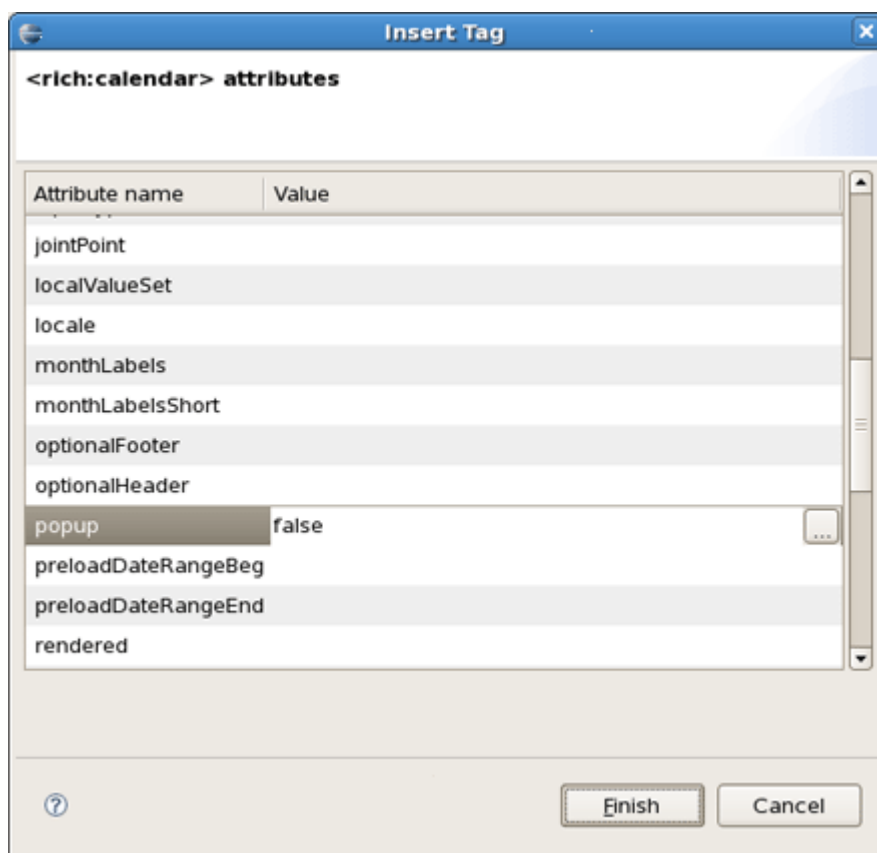 Insert Tag
<rich:calendar> attributes
Attribute name Value
jointPoint
localValueSet
locale
monthLabels
monthLabelsShort
optionalFooter
optionalHeader
popup false ...
preloadDateRangeBeg
preloadDateRangeEnd
rendered
? Finish Cancel